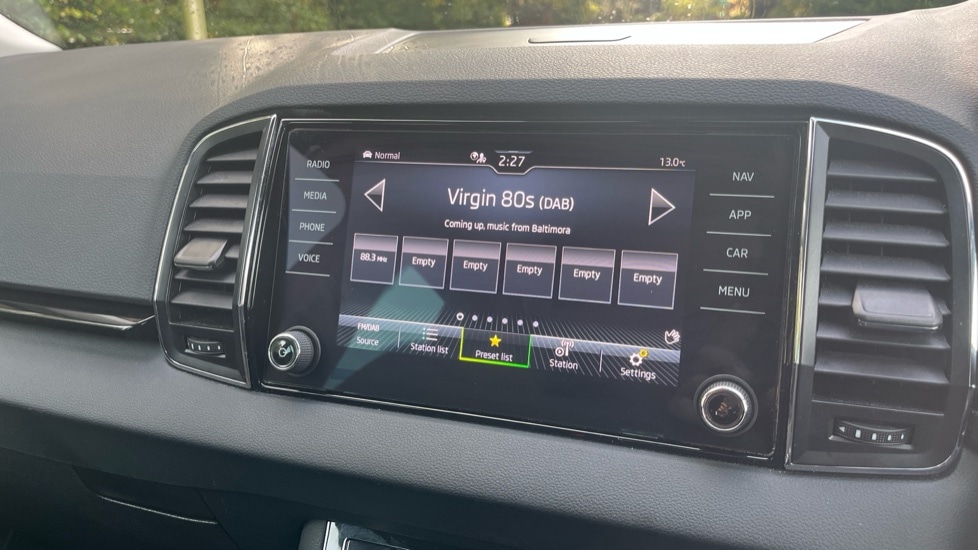 RADIO
MEDIA
PHONE
VOICE
Normal
2:27
13.0°C
Virgin 80s (DAB)
Coming up, music from Baltimora
88.3 MHz
Empty
Empty
Empty
Empty
Empty
FM/DAB
Source
Station list
Preset list
Station
Settings
NAV
APP
CAR
MENU